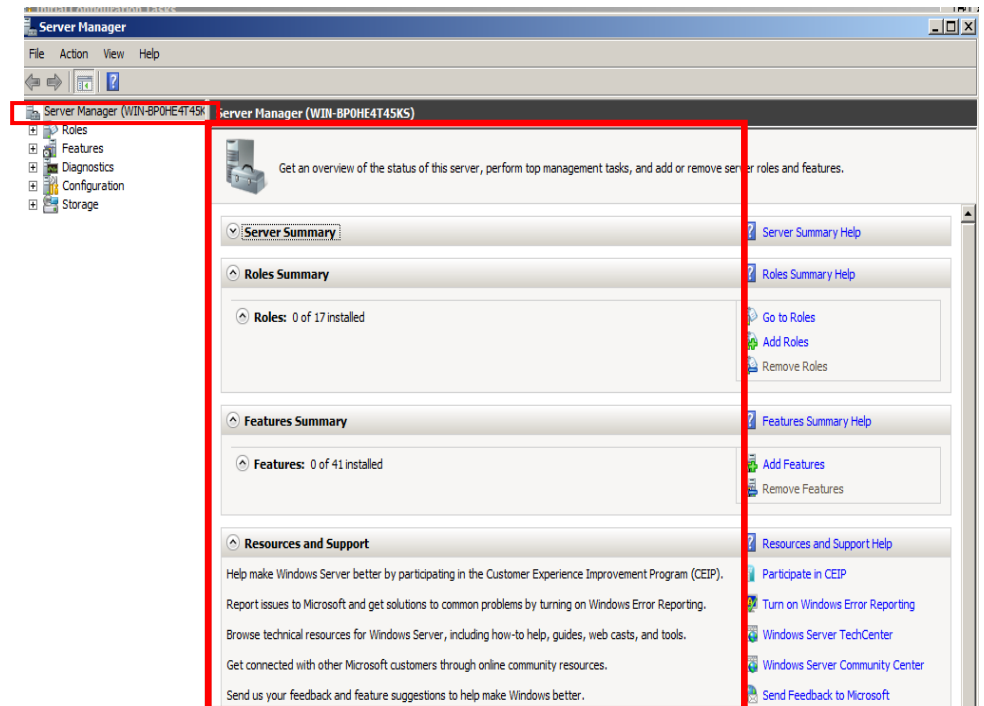 Initial Configuration Tasks
Server Manager
File Action View Help
Server Manager (WIN-BP0HE4T45K
Roles
Features
Diagnostics
Configuration
Storage
Server Manager (WIN-BP0HE4T45KS)
Get an overview of the status of this server, perform top management tasks, and add or remove server roles and features.
Server Summary
Server Summary Help
Roles Summary
Roles Summary Help
Roles: 0 of 17 installed
Go to Roles
Add Roles
Remove Roles
Features Summary
Features Summary Help
Features: 0 of 41 installed
Add Features
Remove Features
Resources and Support
Resources and Support Help
Help make Windows Server better by participating in the Customer Experience Improvement Program (CEIP).
Participate in CEIP
Report issues to Microsoft and get solutions to common problems by turning on Windows Error Reporting.
Turn on Windows Error Reporting
Browse technical resources for Windows Server, including how-to help, guides, web casts, and tools.
Windows Server TechCenter
Get connected with other Microsoft customers through online community resources.
Windows Server Community Center
Send us your feedback and feature suggestions to help make Windows better.
Send Feedback to Microsoft